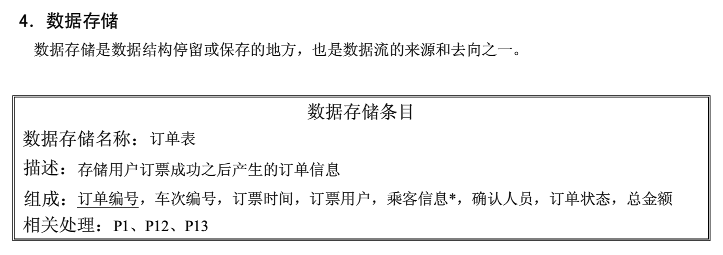 4．数据存储
数据存储是数据结构停留或保存的地方，也是数据流的来源和去向之一。
数据存储条目
数据存储名称：订单表
描述：存储用户订票成功之后产生的订单信息
组成：订单编号，车次编号，订票时间，订票用户，乘客信息*，确认人员，订单状态，总金额
相关处理：P1、P12、P13